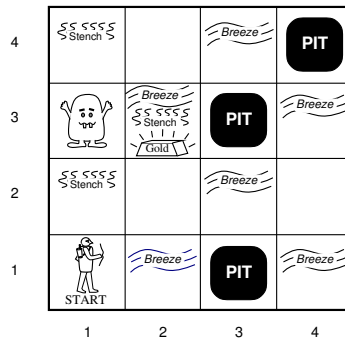 4 Stench Breeze PIT
Breeze
3 PIT Breeze
Stench
Gold
2 Stench Breeze
1 Breeze PIT Breeze
START
1 2 3 4